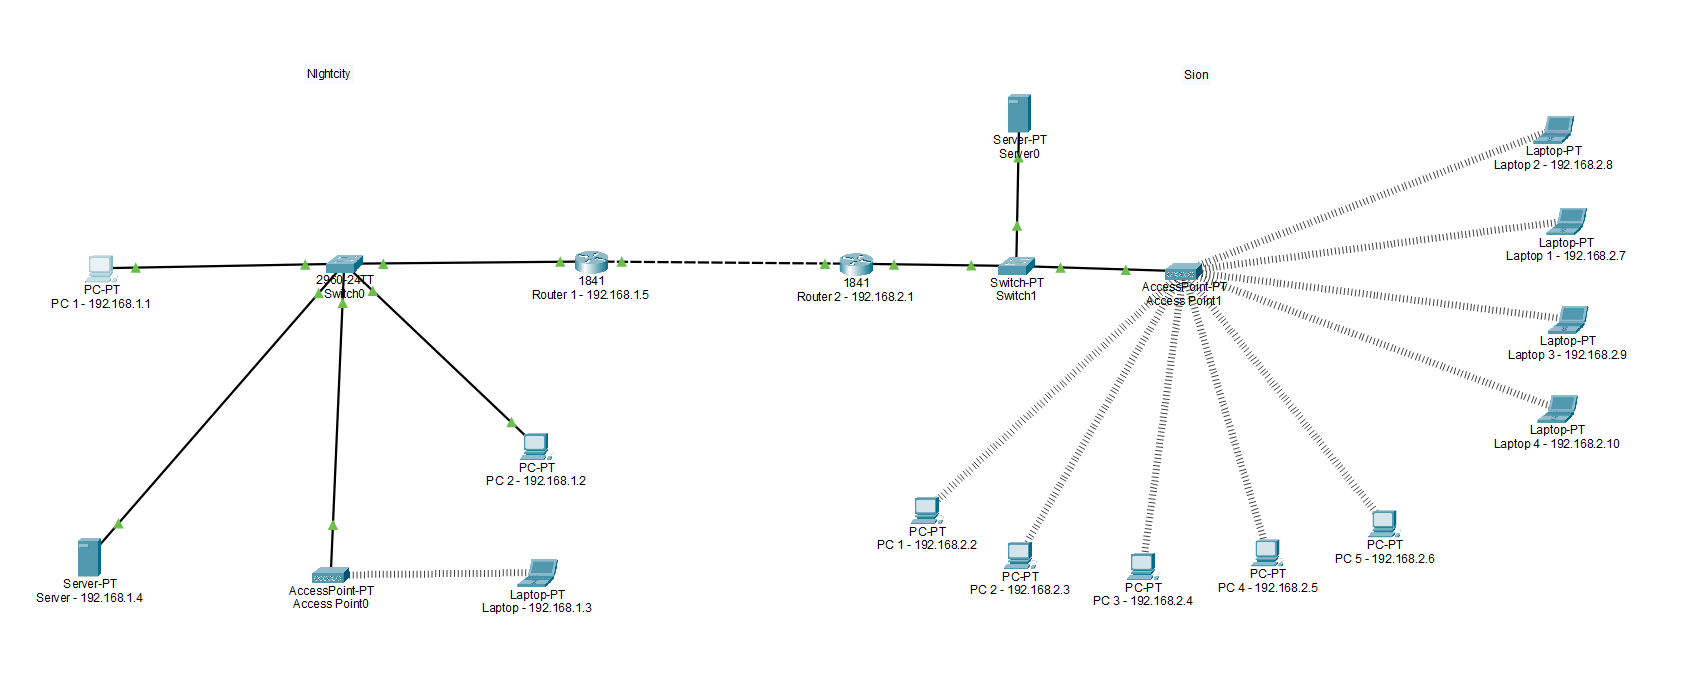 NIghtcity
Sion
Server-PT
Server0
Laptop-PT
Laptop 2 - 192.168.2.8
Laptop-PT
Laptop 1 - 192.168.2.7
PC-PT
PC 1 - 192.168.1.1
2960-24TT
Switch0
1841
Router 1 - 192.168.1.5
1841
Router 2 - 192.168.2.1
Switch-PT
Switch1
AccessPoint-PT
Access Point1
Laptop-PT
Laptop 3 - 192.168.2.9
Laptop-PT
Laptop 4 - 192.168.2.10
PC-PT
PC 2 - 192.168.1.2
PC-PT
PC 1 - 192.168.2.2
PC-PT
PC 2 - 192.168.2.3
PC-PT
PC 3 - 192.168.2.4
PC-PT
PC 4 - 192.168.2.5
PC-PT
PC 5 - 192.168.2.6
Server-PT
Server - 192.168.1.4
AccessPoint-PT
Access Point0
Laptop-PT
Laptop - 192.168.1.3